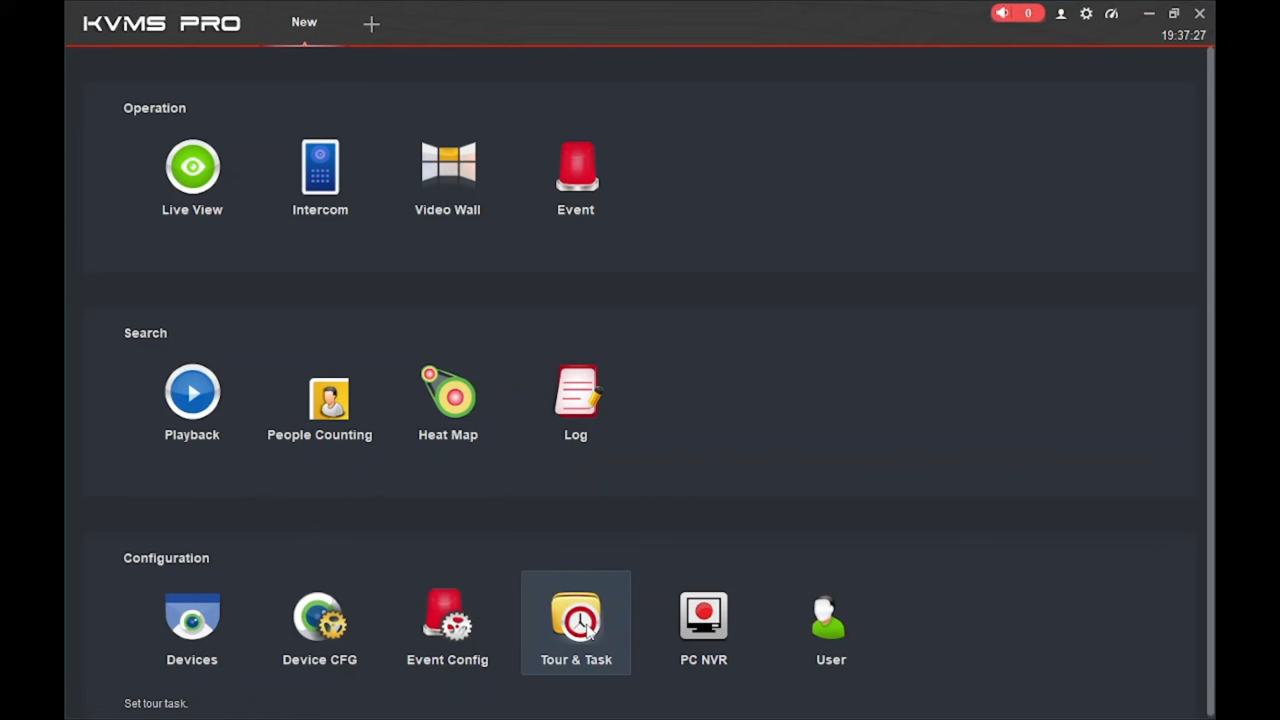 KVMS PRO
New
0
19:37:27
Operation
Live View
Intercom
Video Wall
Event
Search
Playback
People Counting
Heat Map
Log
Configuration
Devices
Device CFG
Event Config
Tour & Task
PC NVR
User
Set tour task.